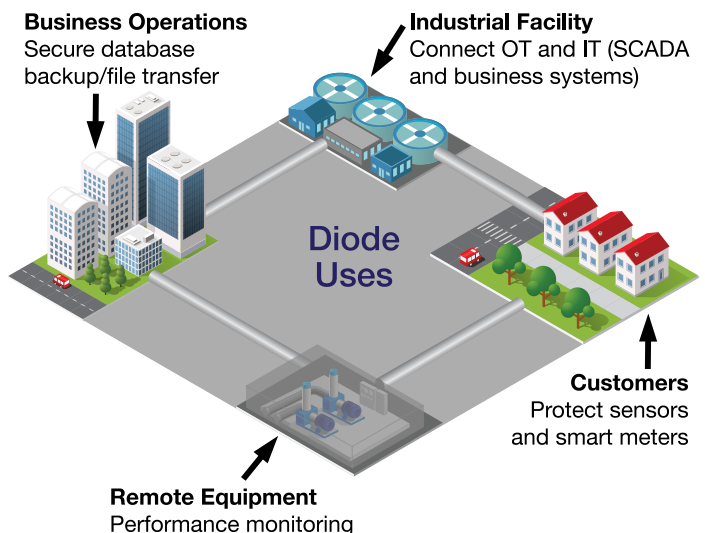 Business Operations
Secure database
backup/file transfer
Industrial Facility
Connect OT and IT (SCADA
and business systems)
Diode
Uses
Customers
Protect sensors
and smart meters
Remote Equipment
Performance monitoring